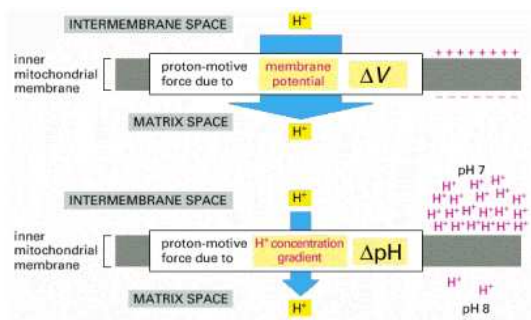 INTERMEMBRANE SPACE
H⁺
inner
mitochondrial
membrane
proton-motive
force due to
membrane
potential
ΔV
+ + + + + + + +
– – – – – – – –
MATRIX SPACE
H⁺
pH 7
H⁺ H⁺
H⁺ H⁺ H⁺ H⁺
H⁺ H⁺ H⁺ H⁺ H⁺
H⁺ H⁺ H⁺ H⁺ H⁺ H⁺
INTERMEMBRANE SPACE
H⁺
inner
mitochondrial
membrane
proton-motive
force due to
H⁺ concentration
gradient
ΔpH
MATRIX SPACE
H⁺
H⁺ H⁺
pH 8